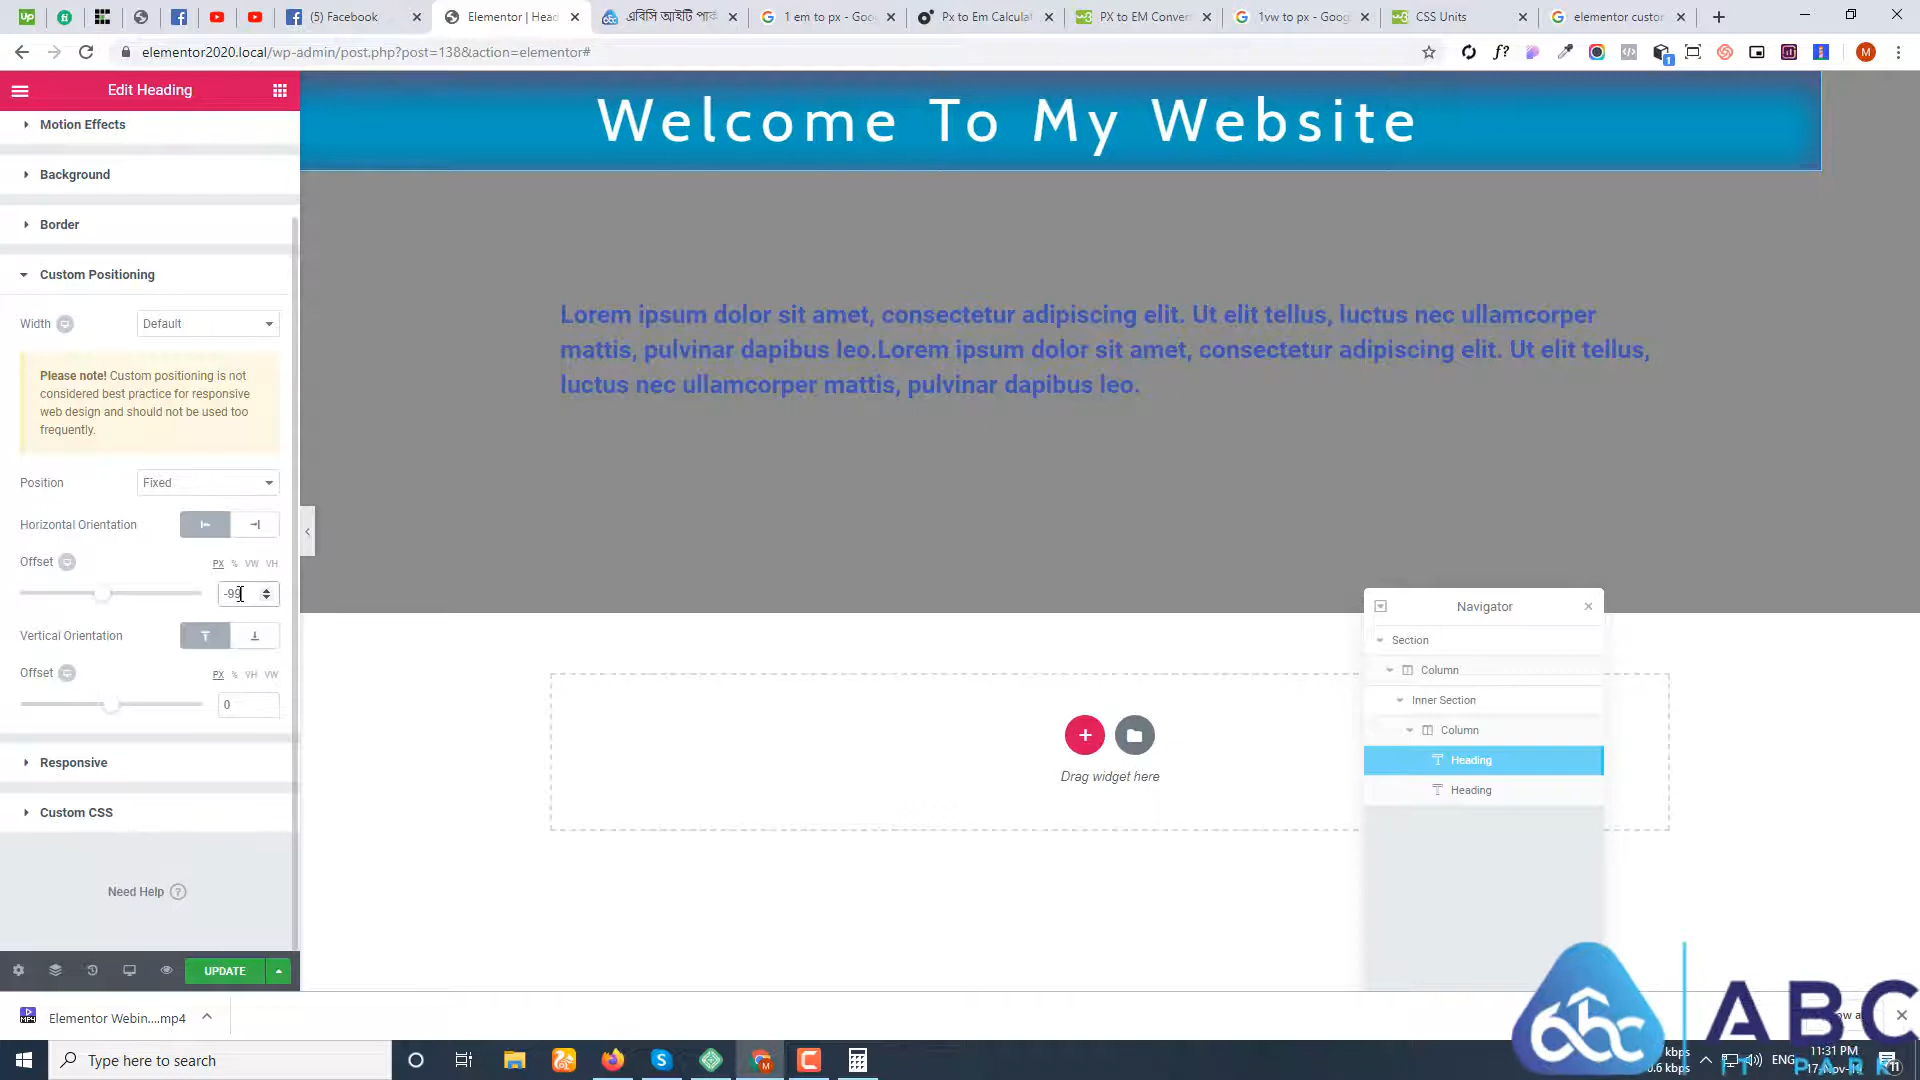 (5) Facebook
Elementor | Head
এবিসি আইটি পার্ক
1 em to px - Goo
Px to Em Calcula
PX to EM Conver
1vw to px - Goog
CSS Units
elementor custo
elementor2020.local/wp-admin/post.php?post=138&action=elementor#
Edit Heading
Motion Effects
Background
Border
Custom Positioning
Width
Default
Please note! Custom positioning is not
considered best practice for responsive
web design and should not be used too
frequently.
Position
Fixed
Horizontal Orientation
Offset
PX % VW VH
-99
Vertical Orientation
Offset
PX % VH VW
0
Responsive
Custom CSS
Need Help
UPDATE
Welcome To My Website
Lorem ipsum dolor sit amet, consectetur adipiscing elit. Ut elit tellus, luctus nec ullamcorper
mattis, pulvinar dapibus leo.Lorem ipsum dolor sit amet, consectetur adipiscing elit. Ut elit tellus,
luctus nec ullamcorper mattis, pulvinar dapibus leo.
Drag widget here
Navigator
Section
Column
Inner Section
Column
Heading
Heading
Elementor Webin....mp4
Type here to search
kbps
ENG
11:31 PM
ABC
IT PARK